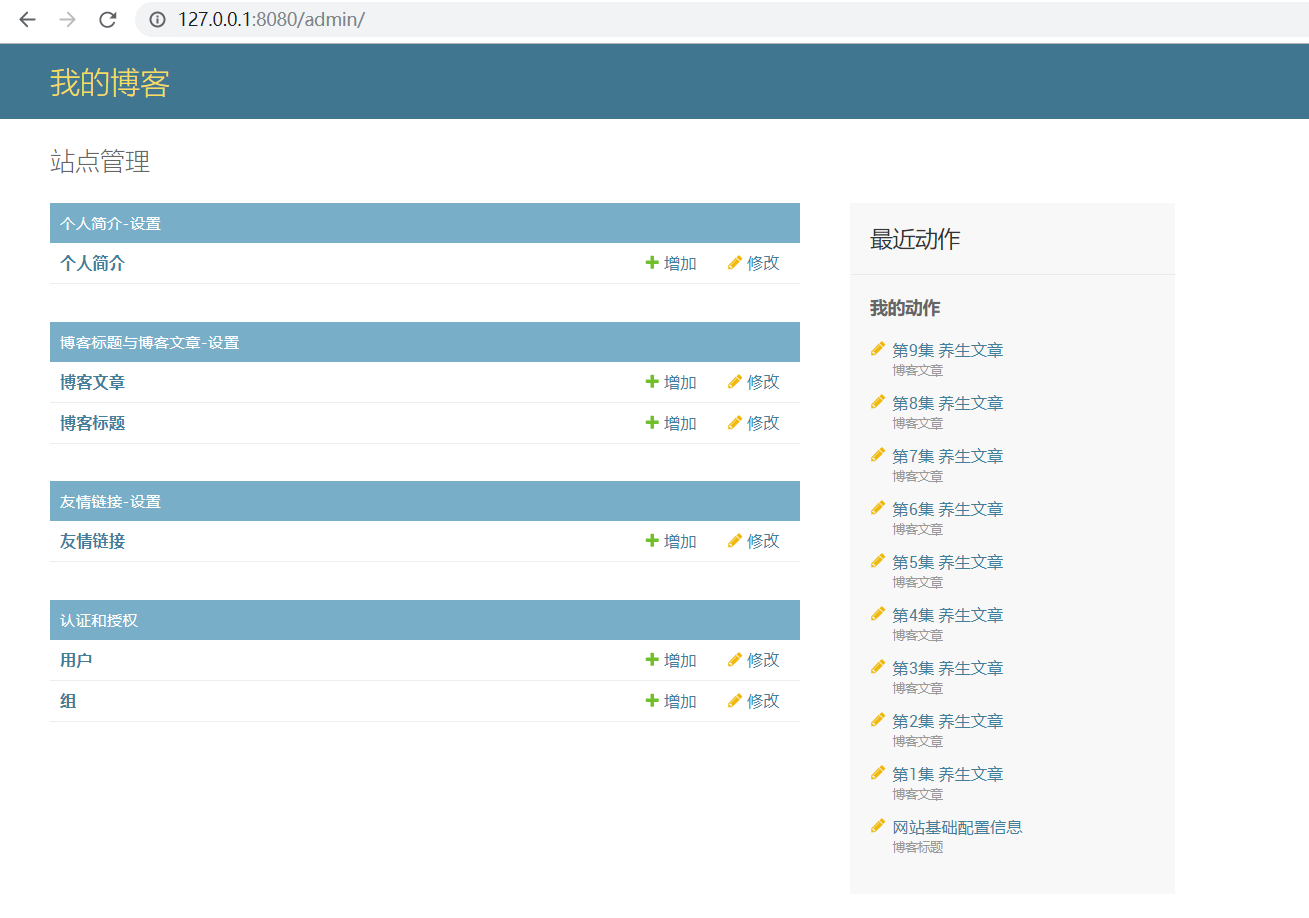 127.0.0.1:8080/admin/
我的博客
站点管理
个人简介-设置
个人简介 增加 修改
博客标题与博客文章-设置
博客文章 增加 修改
博客标题 增加 修改
友情链接-设置
友情链接 增加 修改
认证和授权
用户 增加 修改
组 增加 修改
最近动作
我的动作
第9集 养生文章
博客文章
第8集 养生文章
博客文章
第7集 养生文章
博客文章
第6集 养生文章
博客文章
第5集 养生文章
博客文章
第4集 养生文章
博客文章
第3集 养生文章
博客文章
第2集 养生文章
博客文章
第1集 养生文章
博客文章
网站基础配置信息
博客标题